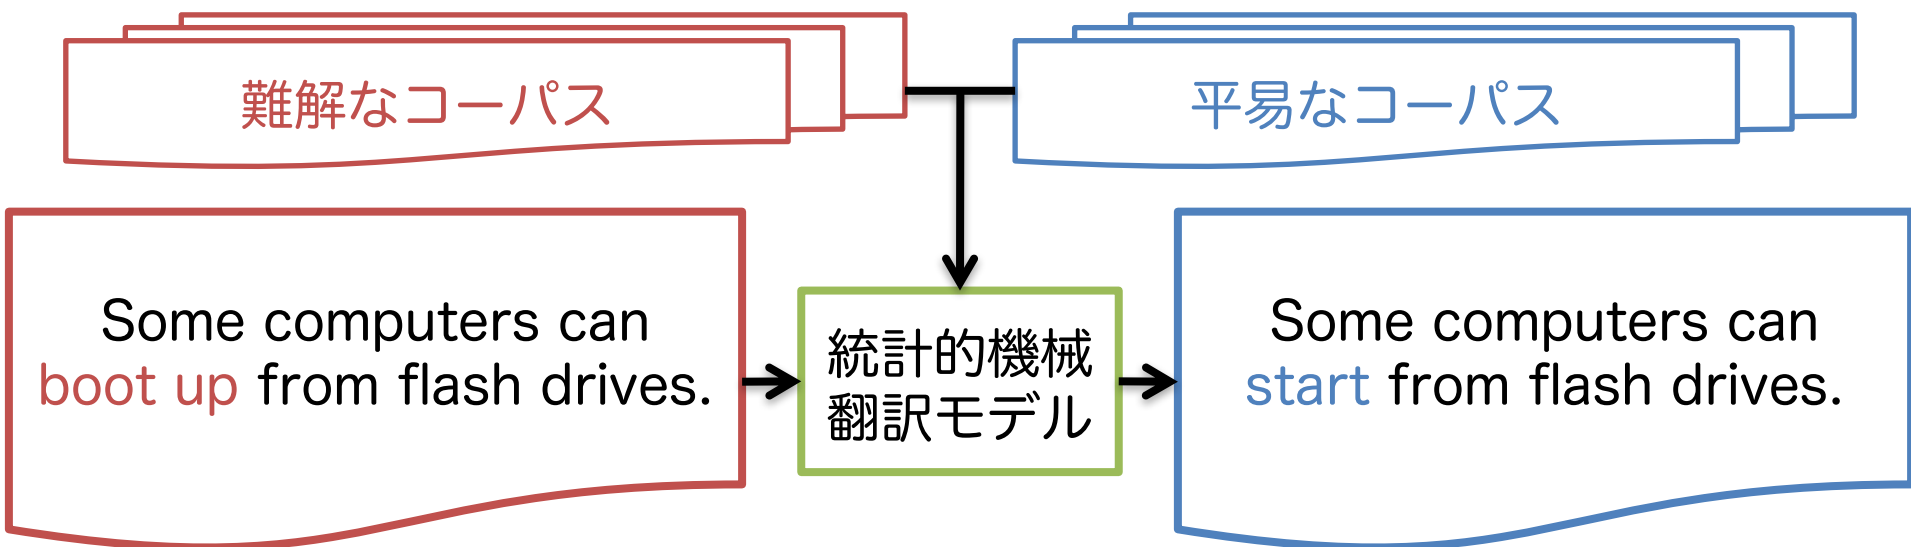 難解なコーパス
平易なコーパス
Some computers can
boot up from flash drives.
統計的機械
翻訳モデル
Some computers can
start from flash drives.